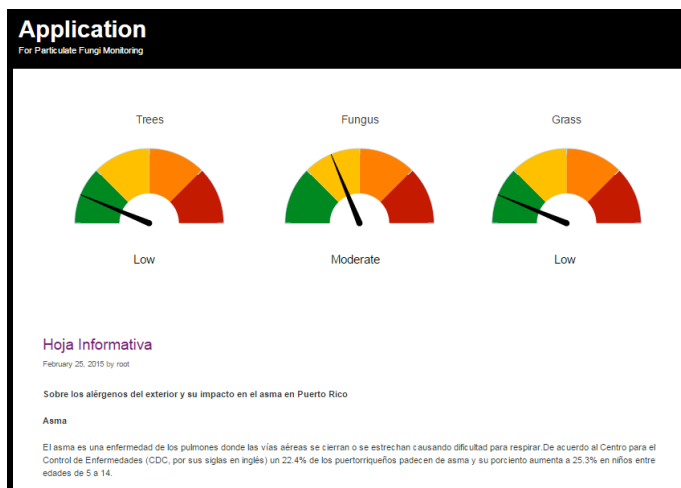 Application
For Particulate Fungi Monitoring
Trees
Fungus
Grass
Low
Moderate
Low
Hoja Informativa
February 25, 2015 by root
Sobre los alérgenos del exterior y su impacto en el asma en Puerto Rico
Asma
El asma es una enfermedad de los pulmones donde las vías aéreas se cierran o se estrechan causando dificultad para respirar.De acuerdo al Centro para el
Control de Enfermedades (CDC, por sus siglas en inglés) un 22.4% de los puertorriqueños padecen de asma y su porciento aumenta a 25.3% en niños entre
edades de 5 a 14.